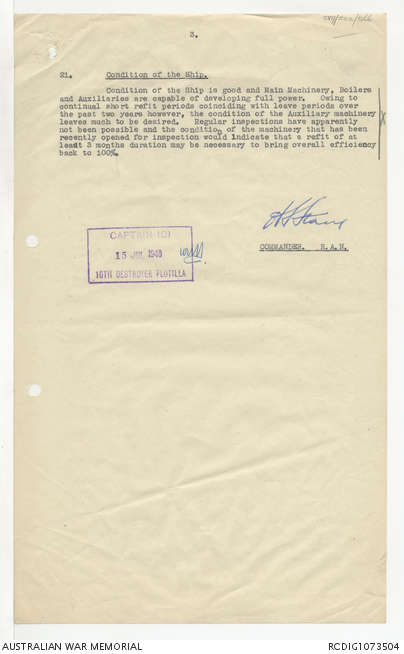 3.
21. Condition of the Ship.
Condition of the Ship is good and Main Machinery, Boilers
and Auxiliaries are capable of developing full power. Owing to
continual short refit periods coinciding with leave periods over
the past two years however, the condition of the Auxiliary machinery
leaves much to be desired. Regular inspections have apparently
not been possible and the condition of the machinery that has been
recently opened for inspection would indicate that a refit of at
least 3 months duration may be necessary to bring overall efficiency
back to 100%.
COMMANDER. R.A.N.
CAPTAIN (D)
10TH DESTROYER FLOTILLA
AUSTRALIAN WAR MEMORIAL
RCDIG1073504